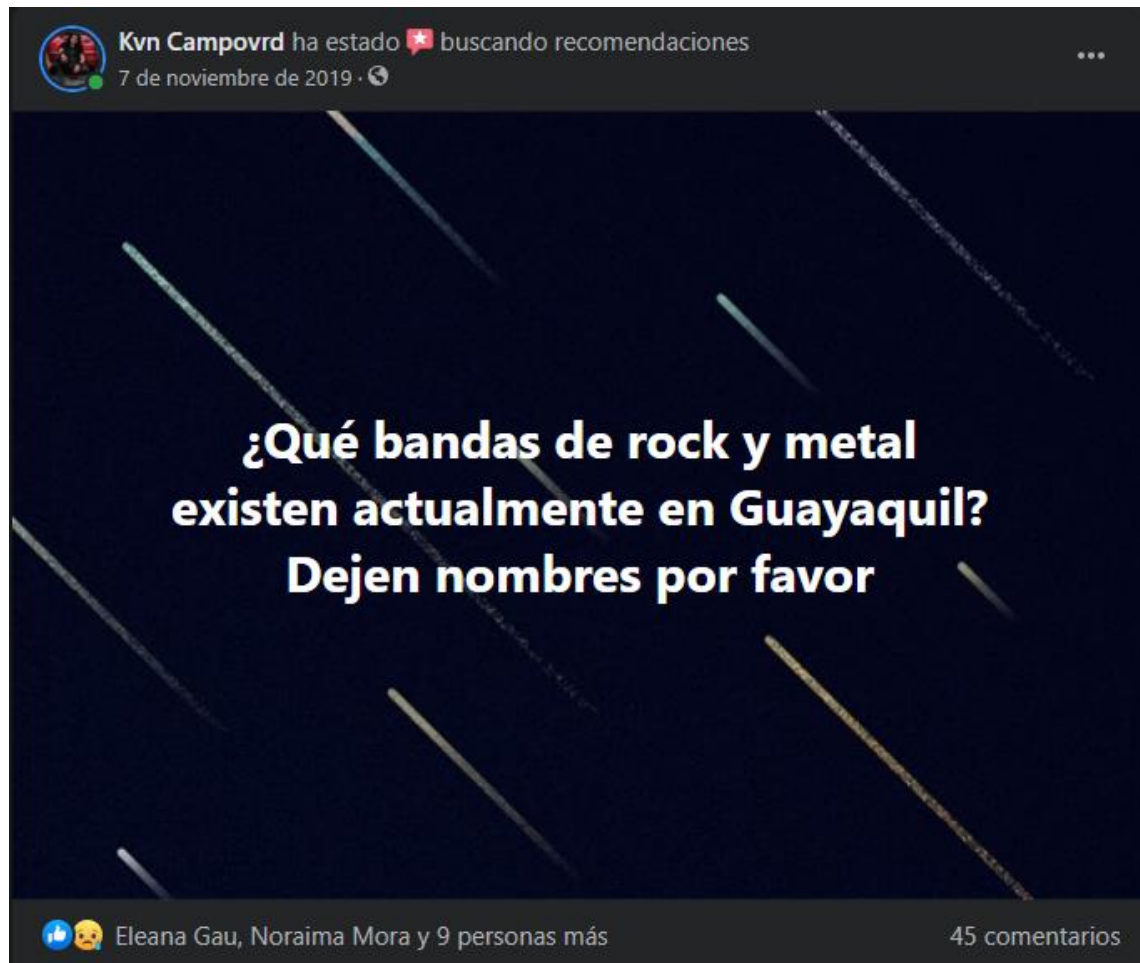 Kvn Campovrd ha estado buscando recomendaciones
7 de noviembre de 2019 ·
¿Qué bandas de rock y metal
existen actualmente en Guayaquil?
Dejen nombres por favor
Eleana Gau, Noraima Mora y 9 personas más
45 comentarios